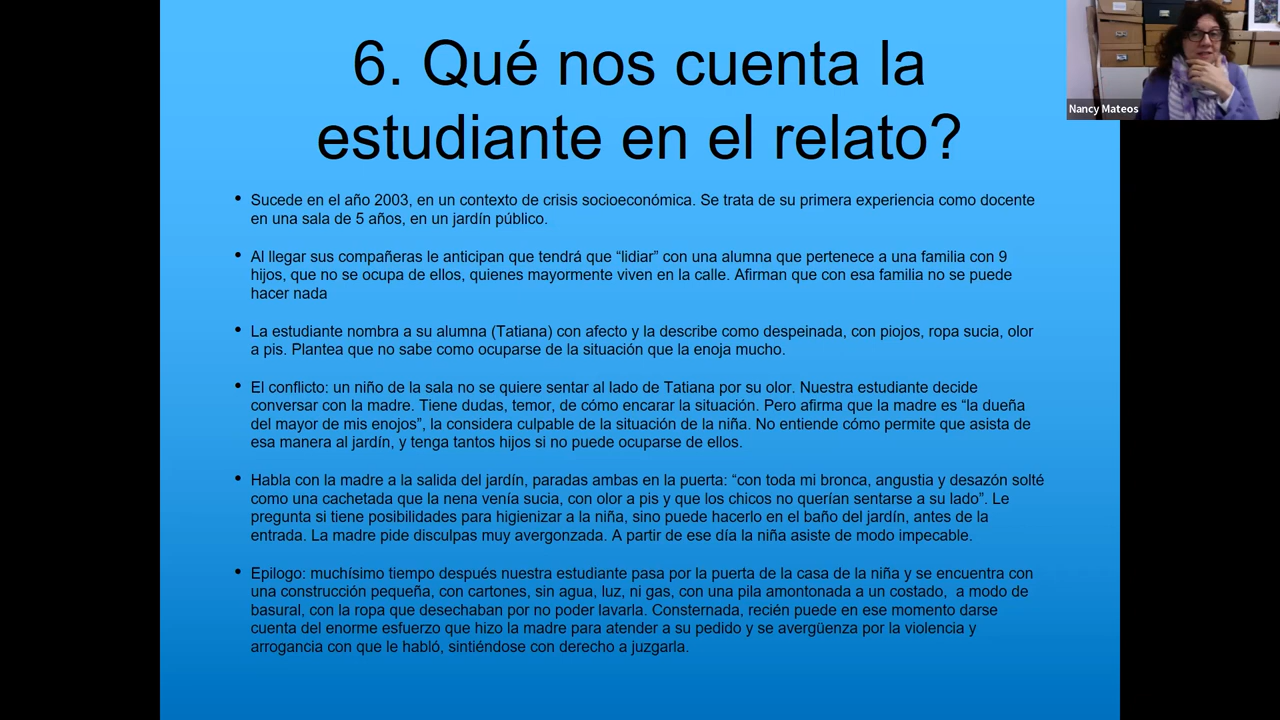 6. Qué nos cuenta la
estudiante en el relato?
Nancy Mateos
• Sucede en el año 2003, en un contexto de crisis socioeconómica. Se trata de su primera experiencia como docente
en una sala de 5 años, en un jardín público.
• Al llegar sus compañeras le anticipan que tendrá que “lidiar” con una alumna que pertenece a una familia con 9
hijos, que no se ocupa de ellos, quienes mayormente viven en la calle. Afirman que con esa familia no se puede
hacer nada
• La estudiante nombra a su alumna (Tatiana) con afecto y la describe como despeinada, con piojos, ropa sucia, olor
a pis. Plantea que no sabe como ocuparse de la situación que la enoja mucho.
• El conflicto: un niño de la sala no se quiere sentar al lado de Tatiana por su olor. Nuestra estudiante decide
conversar con la madre. Tiene dudas, temor, de cómo encarar la situación. Pero afirma que la madre es “la dueña
del mayor de mis enojos”, la considera culpable de la situación de la niña. No entiende cómo permite que asista de
esa manera al jardín, y tenga tantos hijos si no puede ocuparse de ellos.
• Habla con la madre a la salida del jardín, paradas ambas en la puerta: “con toda mi bronca, angustia y desazón solté
como una cachetada que la nena venía sucia, con olor a pis y que los chicos no querían sentarse a su lado”. Le
pregunta si tiene posibilidades para higienizar a la niña, sino puede hacerlo en el baño del jardín, antes de la
entrada. La madre pide disculpas muy avergonzada. A partir de ese día la niña asiste de modo impecable.
• Epilogo: muchísimo tiempo después nuestra estudiante pasa por la puerta de la casa de la niña y se encuentra con
una construcción pequeña, con cartones, sin agua, luz, ni gas, con una pila amontonada a un costado, a modo de
basural, con la ropa que desechaban por no poder lavarla. Consternada, recién puede en ese momento darse
cuenta del enorme esfuerzo que hizo la madre para atender a su pedido y se avergüenza por la violencia y
arrogancia con que le habló, sintiéndose con derecho a juzgarla.